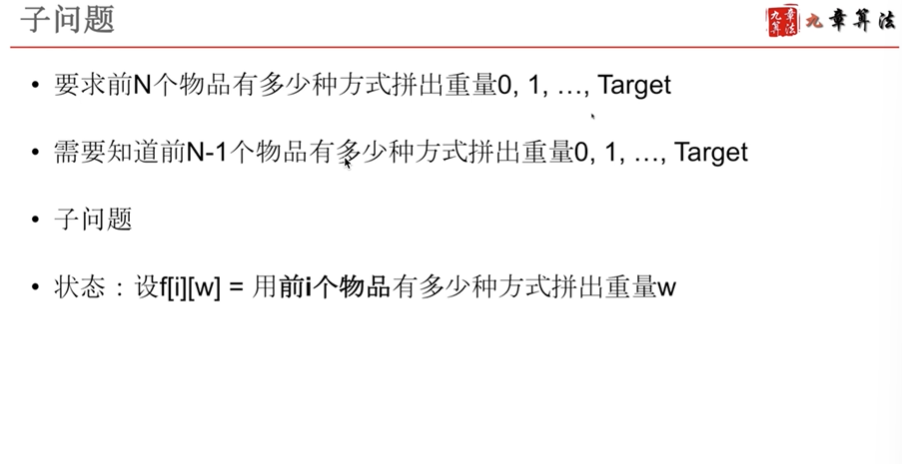 子问题
九章算法 九章算法
• 要求前N个物品有多少种方式拼出重量0, 1, …, Target
• 需要知道前N-1个物品有多少种方式拼出重量0, 1, …, Target
• 子问题
• 状态：设f[i][w] = 用前i个物品有多少种方式拼出重量w